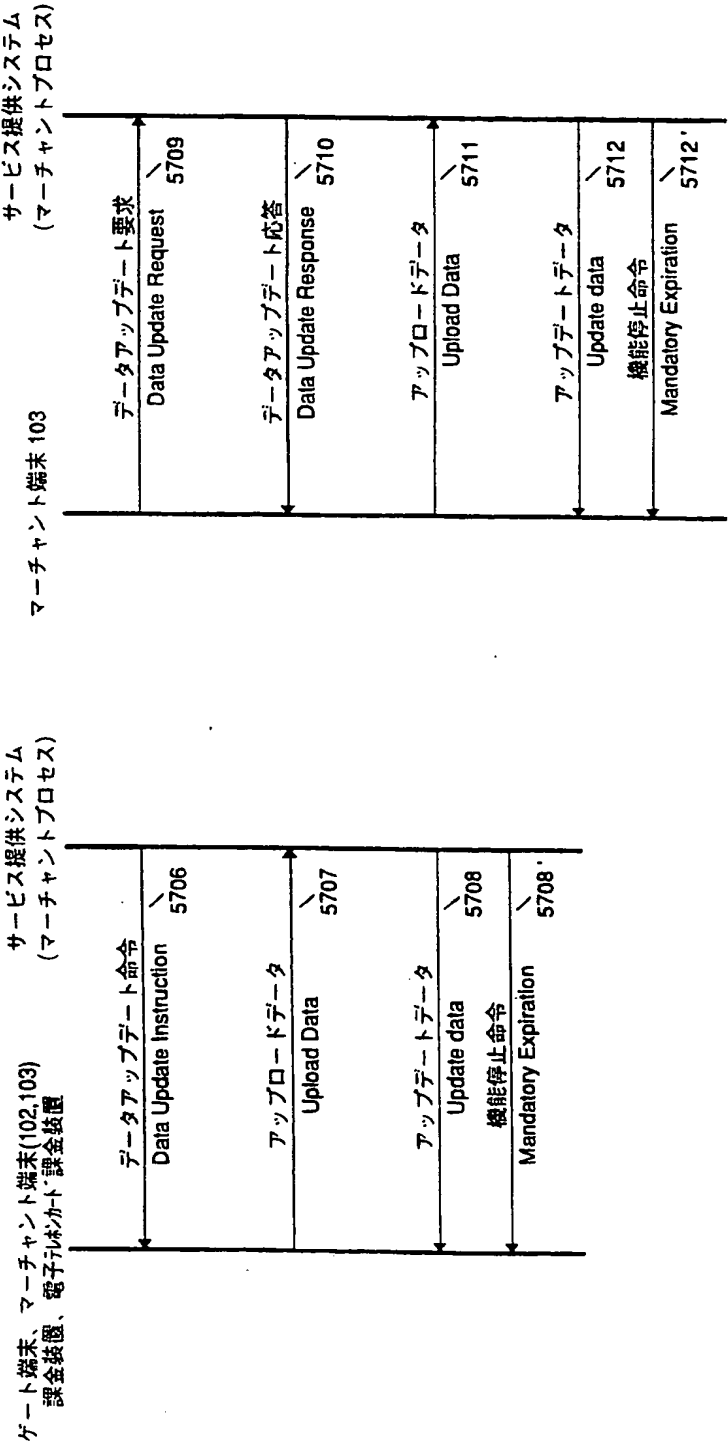 ゲート端末、マーチャント端末(102,103)
課金装置、電子テレホンカード課金装置
サービス提供システム
(マーチャントプロセス)
データアップデート命令
Data Update Instruction
5706
アップロードデータ
Upload Data
5707
アップデートデータ
Update data
5708
機能停止命令
Mandatory Expiration
5708'
マーチャント端末 103
サービス提供システム
(マーチャントプロセス)
データアップデート要求
Data Update Request
5709
データアップデート応答
Data Update Response
5710
アップロードデータ
Upload Data
5711
アップデートデータ
Update data
5712
機能停止命令
Mandatory Expiration
5712'